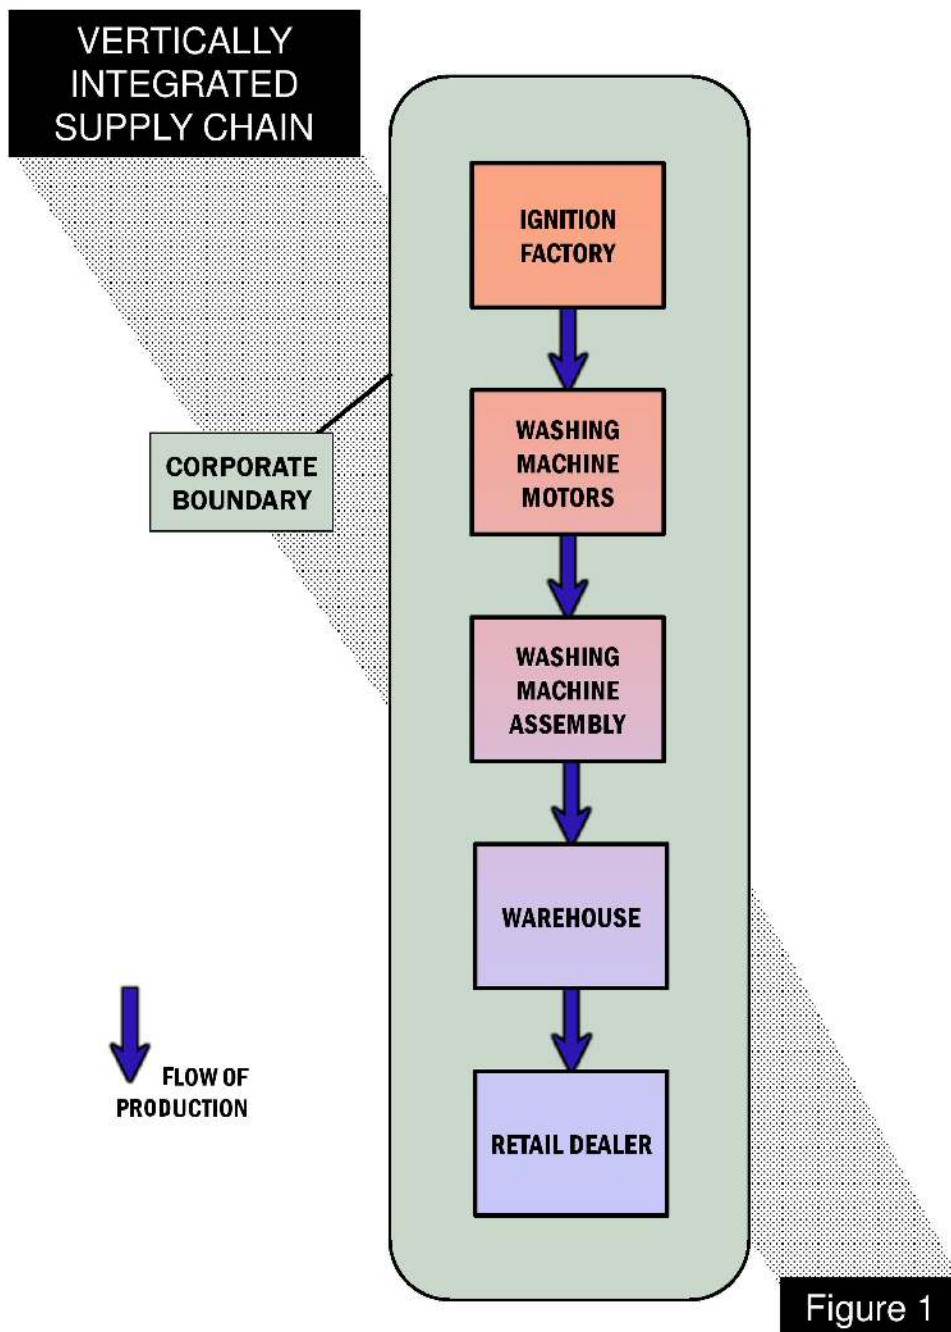 VERTICALLY
INTEGRATED
SUPPLY CHAIN
IGNITION
FACTORY
WASHING
MACHINE
MOTORS
CORPORATE
BOUNDARY
WASHING
MACHINE
ASSEMBLY
WAREHOUSE
FLOW OF
PRODUCTION
RETAIL DEALER
Figure 1